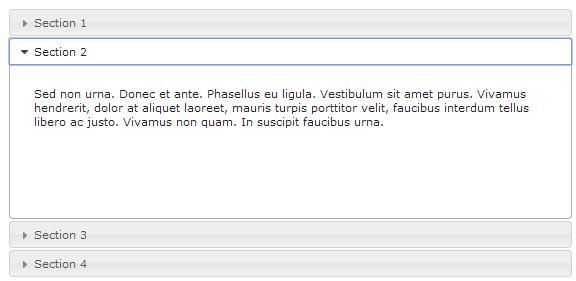 Section 1
Section 2
Sed non urna. Donec et ante. Phasellus eu ligula. Vestibulum sit amet purus. Vivamus
hendrerit, dolor at aliquet laoreet, mauris turpis porttitor velit, faucibus interdum tellus
libero ac justo. Vivamus non quam. In suscipit faucibus urna.
Section 3
Section 4